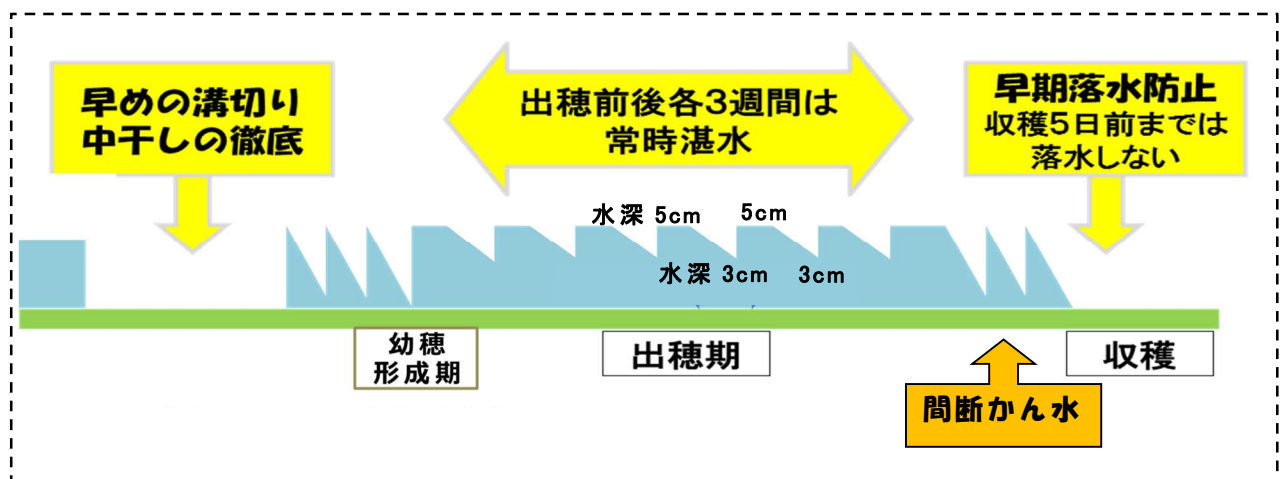 早めの溝切り
中干しの徹底
出穂前後各3週間は
常時湛水
早期落水防止
収穫5日前までは
落水しない
水深 5cm
5cm
水深 3cm
3cm
幼穂
形成期
出穂期
収穫
間断かん水